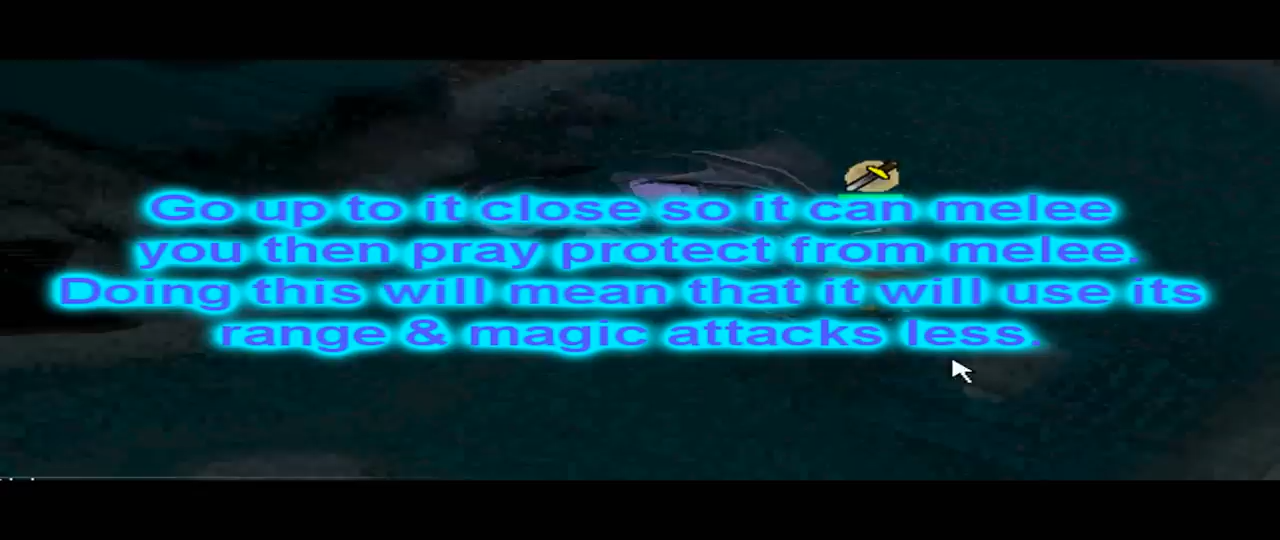 Go up to it close so it can melee
you then pray protect from melee.
Doing this will mean that it will use its
range & magic attacks less.